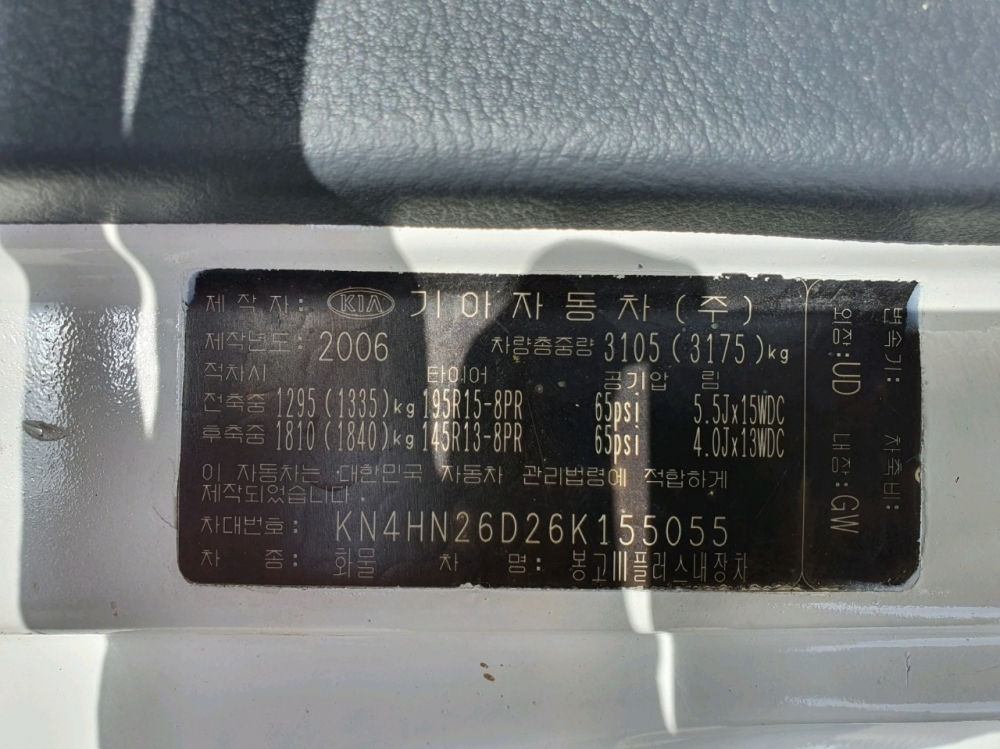 제 작 자 : KIA 기 아 자 동 차 ( 주 )
제작년도 : 2006 차량총중량 3105 ( 3175 ) kg
적차시 타이어 공기압 림
전축중 1295 (1335) kg 195R15-8PR 65psi 5.5Jx15WDC
후축중 1810 (1840) kg 145R13-8PR 65psi 4.0Jx13WDC
이 자동차는 대한민국 자동차 관리법령에 적합하게
제작되었습니다 .
차대번호 : KN4HN26D26K155055
차 종 : 화물 차 명 : 봉고Ⅲ플러스내장차
변속기 : 차축비 :
외장:UD 내장:GW